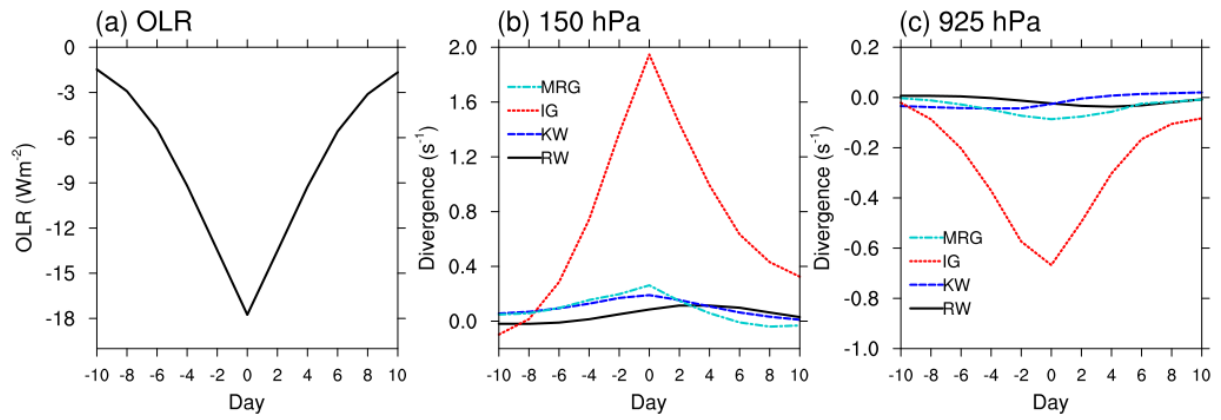 (a) OLR
0
-3
-6
-9
-12
-15
-18
OLR (Wm⁻²)
-10 -8 -6 -4 -2 0 2 4 6 8 10
Day
(b) 150 hPa
2.0
1.6
1.2
0.8
0.4
0.0
Divergence (s⁻¹)
MRG
IG
KW
RW
-10 -8 -6 -4 -2 0 2 4 6 8 10
Day
(c) 925 hPa
0.2
0.0
-0.2
-0.4
-0.6
-0.8
-1.0
Divergence (s⁻¹)
MRG
IG
KW
RW
-10 -8 -6 -4 -2 0 2 4 6 8 10
Day